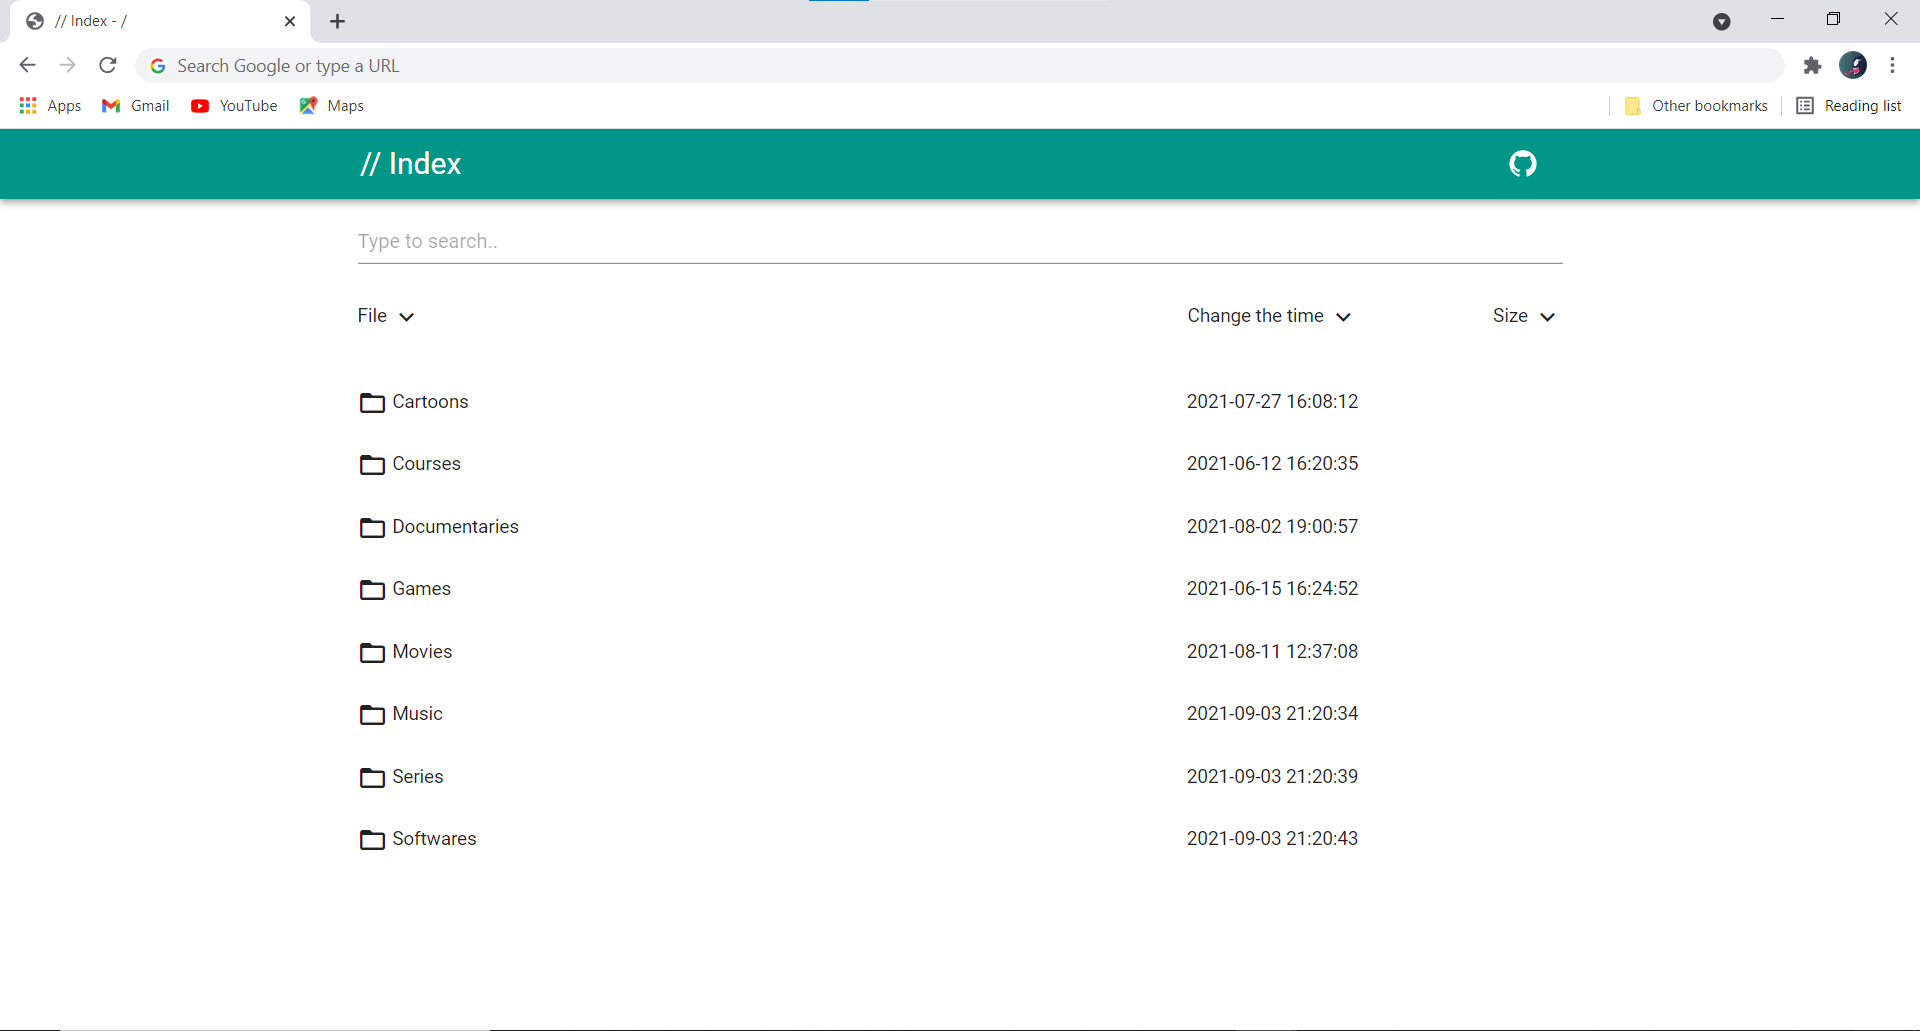 // Index - /
Search Google or type a URL
Apps Gmail YouTube Maps Other bookmarks Reading list
// Index
Type to search..
File Change the time Size
Cartoons 2021-07-27 16:08:12
Courses 2021-06-12 16:20:35
Documentaries 2021-08-02 19:00:57
Games 2021-06-15 16:24:52
Movies 2021-08-11 12:37:08
Music 2021-09-03 21:20:34
Series 2021-09-03 21:20:39
Softwares 2021-09-03 21:20:43